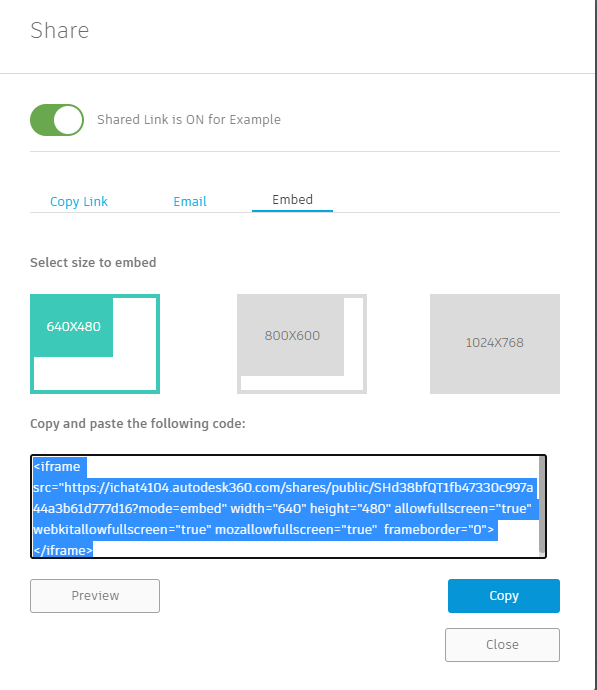 Share
Shared Link is ON for Example
Copy Link Email Embed
Select size to embed
640X480 800X600 1024X768
Copy and paste the following code:
<iframe
src="https://ichat4104.autodesk360.com/shares/public/SHd38bfQT1fb47330c997a
44a3b61d777d16?mode=embed" width="640" height="480" allowfullscreen="true"
webkitallowfullscreen="true" mozallowfullscreen="true"  frameborder="0">
</iframe>
Preview Copy
Close